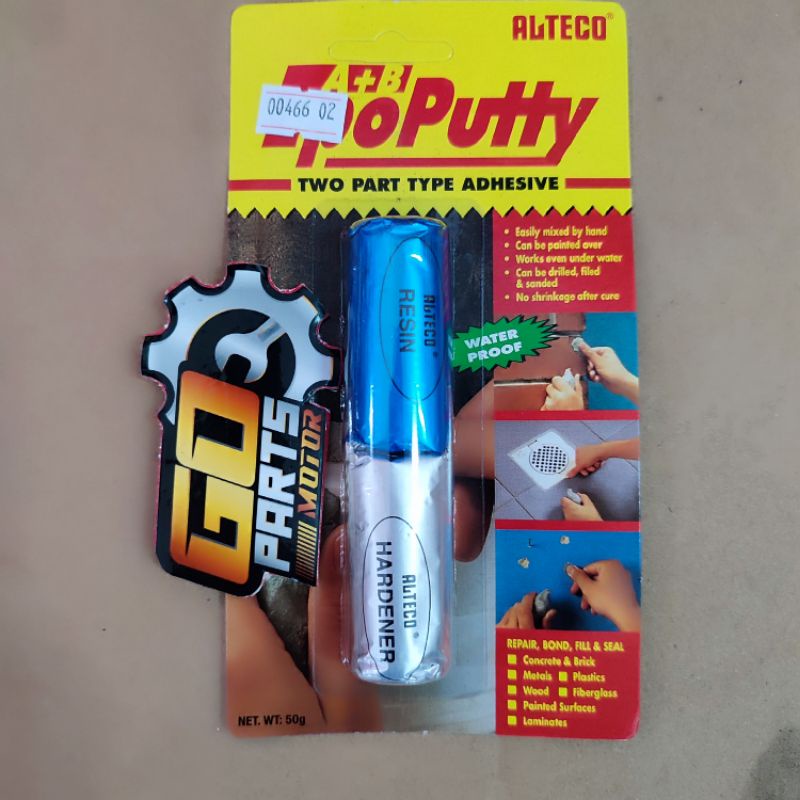 ALTECO®
A+B
EpoPutty
00466 02
TWO PART TYPE ADHESIVE
• Easily mixed by hand
• Can be painted over
• Works even under water
• Can be drilled, filed
& sanded
• No shrinkage after cure
WATER
PROOF
ALTECO®
RESIN
ALTECO®
HARDENER
GO
PARTS
MOTOR
REPAIR, BOND, FILL & SEAL
Concrete & Brick
Metals Plastics
Wood Fiberglass
Painted Surfaces
Laminates
NET. WT: 50g